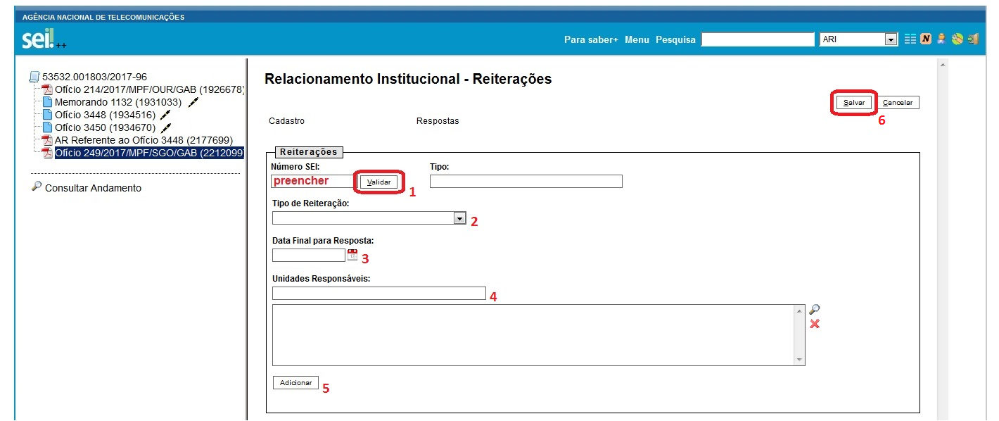 AGÊNCIA NACIONAL DE TELECOMUNICAÇÕES
sei! ++
Para saber+ Menu Pesquisa ARI N
53532.001803/2017-96
Ofício 214/2017/MPF/OUR/GAB (1926678)
Memorando 1132 (1931033)
Ofício 3448 (1934516)
Ofício 3450 (1934670)
AR Referente ao Ofício 3448 (2177699)
Ofício 249/2017/MPF/SGO/GAB (2212099)
Consultar Andamento
Relacionamento Institucional - Reiterações
Salvar Cancelar
6
Cadastro Respostas
Reiterações
Número SEI: Tipo:
preencher Validar 1
Tipo de Reiteração:
2
Data Final para Resposta:
3
Unidades Responsáveis:
4
Adicionar 5